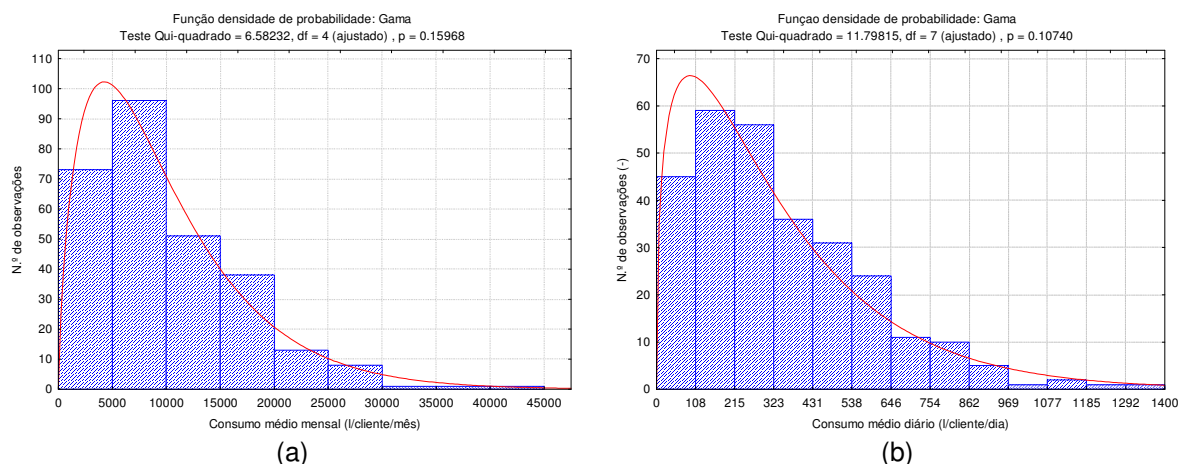 Função densidade de probabilidade: Gama
Teste Qui-quadrado = 6.58232, df = 4 (ajustado) , p = 0.15968
110
100
90
80
70
60
50
40
30
20
10
0
N.º de observações
0 5000 10000 15000 20000 25000 30000 35000 40000 45000
Consumo médio mensal (l/cliente/mês)
(a)
Funçao densidade de probabilidade: Gama
Teste Qui-quadrado = 11.79815, df = 7 (ajustado) , p = 0.10740
70
60
50
40
30
20
10
0
N.º de observações (-)
0 108 215 323 431 538 646 754 862 969 1077 1185 1292 1400
Consumo médio diário (l/cliente/dia)
(b)